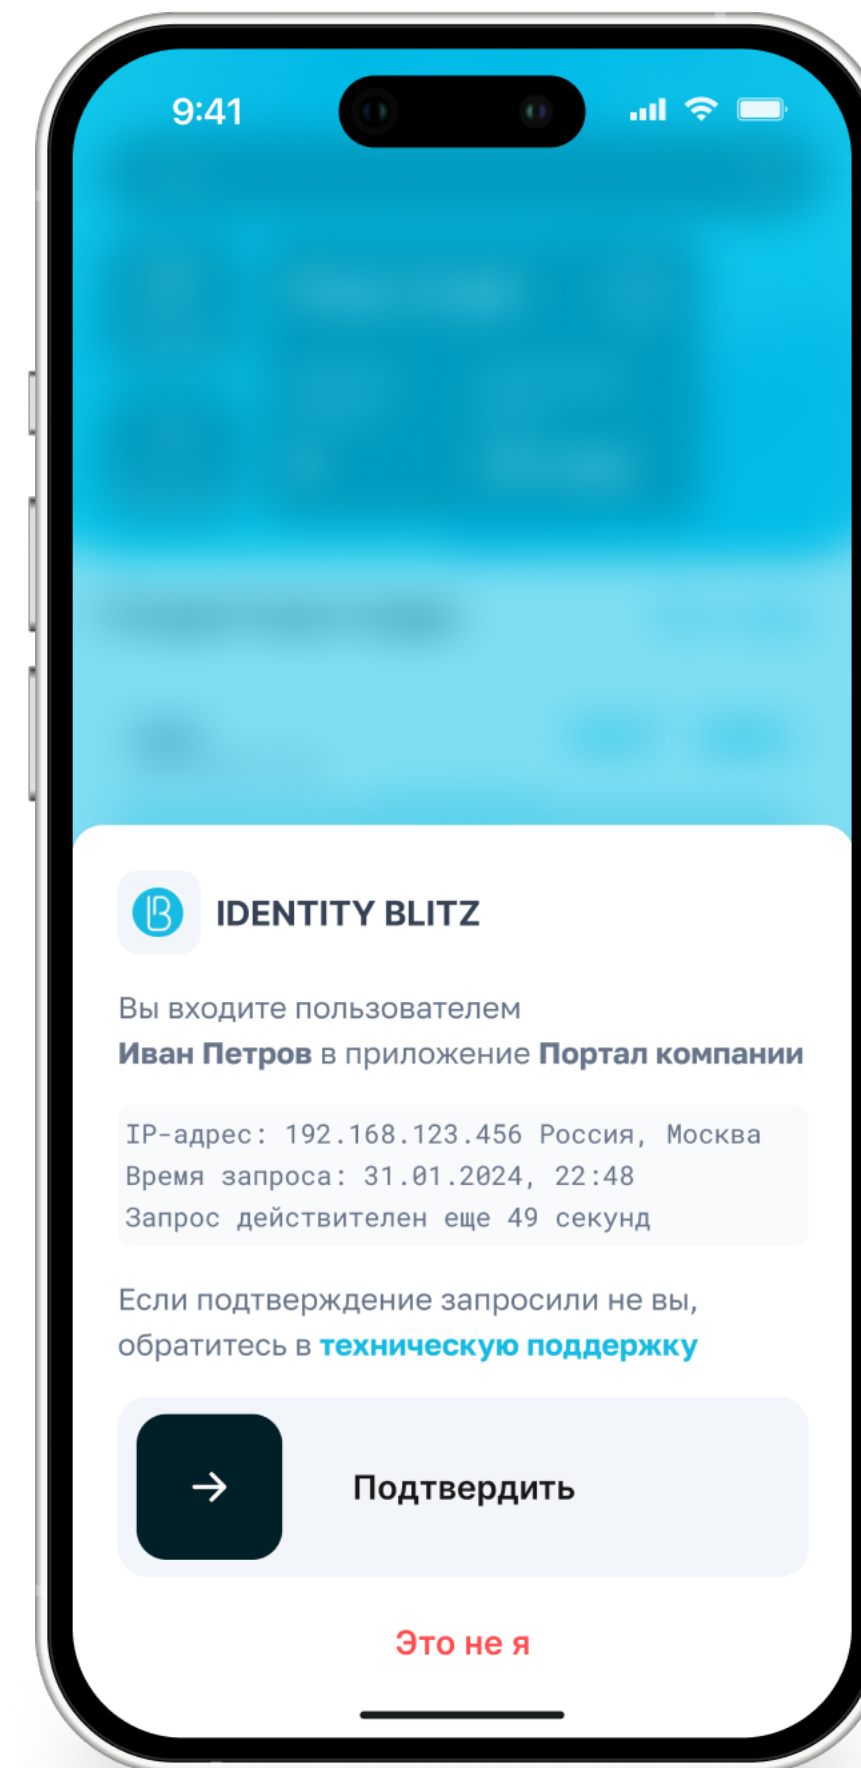 9:41
IDENTITY BLITZ
Вы входите пользователем
Иван Петров в приложение Портал компании
IP-адрес: 192.168.123.456 Россия, Москва
Время запроса: 31.01.2024, 22:48
Запрос действителен еще 49 секунд
Если подтверждение запросили не вы,
обратитесь в техническую поддержку
Подтвердить
Это не я